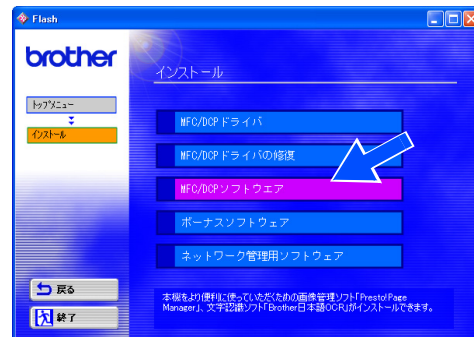 Flash
brother
インストール
トップメニュー
インストール
MFC/DCPドライバ
MFC/DCPドライバの修復
MFC/DCPソフトウエア
ボーナスソフトウェア
ネットワーク管理用ソフトウェア
戻る
終了
本機をより便利に使っていただくための画像管理ソフト「Presto!Page
Manager」、文字認識ソフト「Brother日本語OCR」がインストールできます。